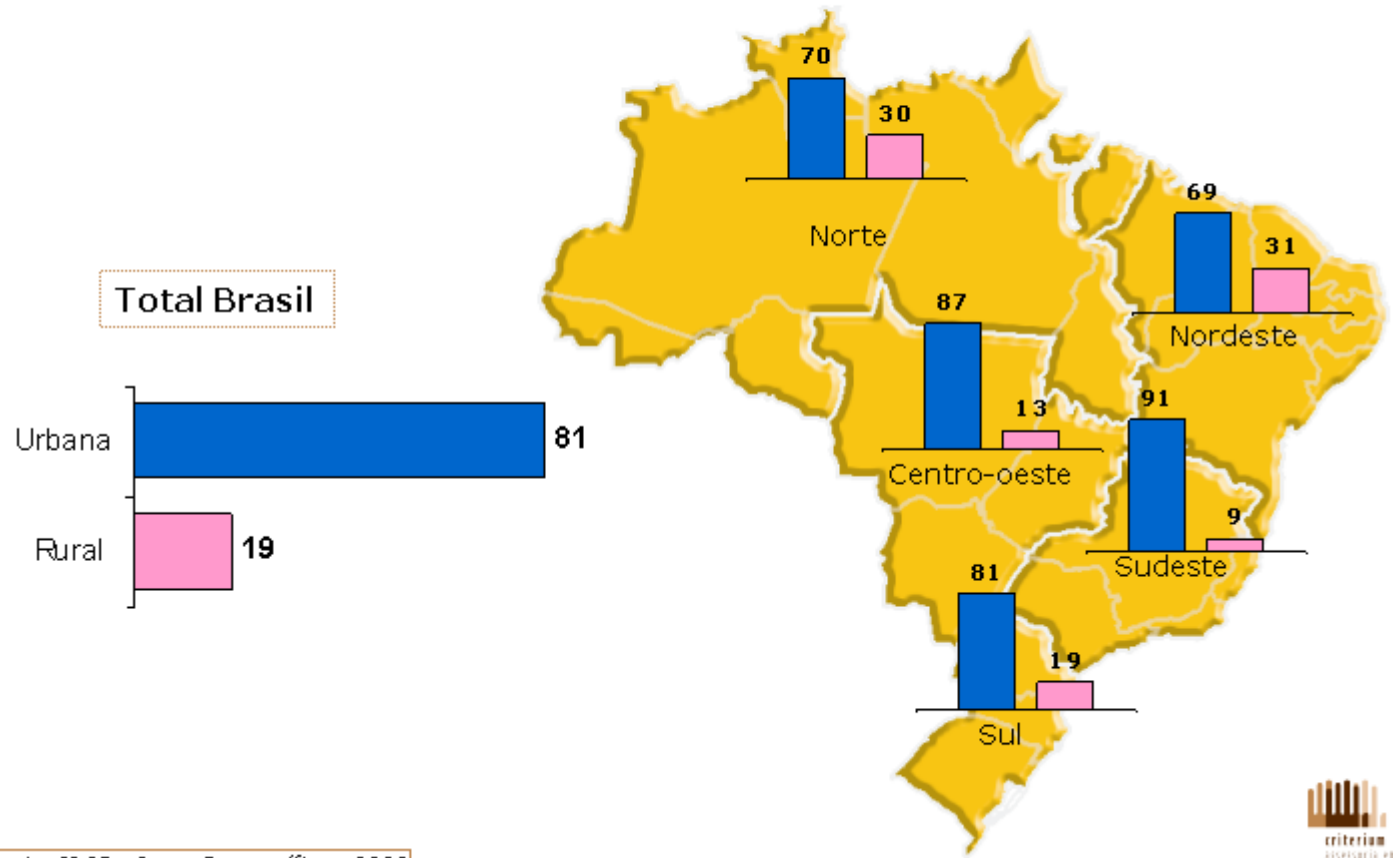 Total Brasil
Urbana
81
Rural
19
70
30
Norte
69
31
Nordeste
87
13
Centro-oeste
91
9
Sudeste
81
19
Sul
criterium